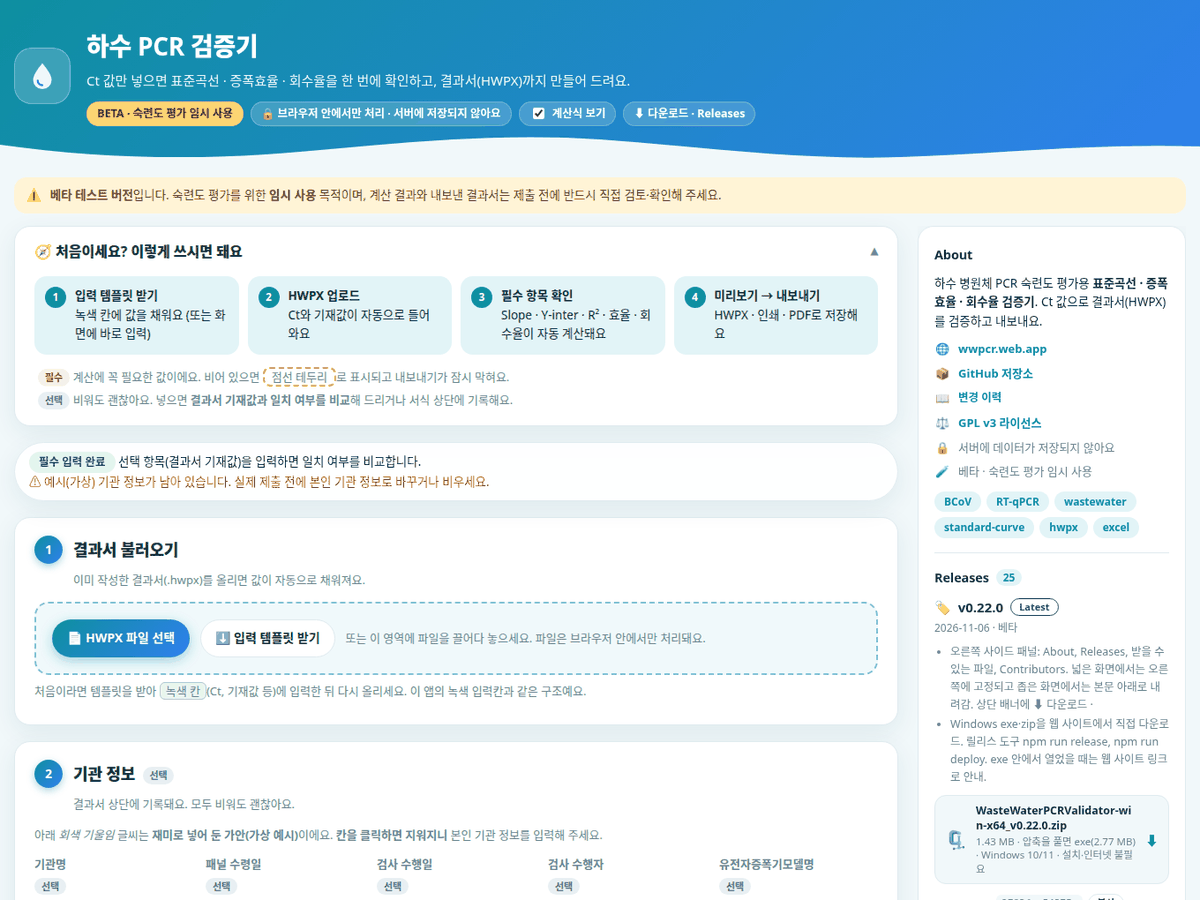 하수 PCR 검증기
Ct 값만 넣으면 표준곡선 · 증폭효율 · 회수율을 한 번에 확인하고, 결과서(HWPX)까지 만들어 드려요.
BETA · 숙련도 평가 임시 사용
🔒 브라우저 안에서만 처리 · 서버에 저장되지 않아요
계산식 보기
⬇ 다운로드 · Releases
⚠️ 베타 테스트 버전입니다. 숙련도 평가를 위한 임시 사용 목적이며, 계산 결과와 내보낸 결과서는 제출 전에 반드시 직접 검토·확인해 주세요.
🧭 처음이세요? 이렇게 쓰시면 돼요
▲
1
입력 템플릿 받기
녹색 칸에 값을 채워요 (또는 화
면에 바로 입력)
2
HWPX 업로드
Ct와 기재값이 자동으로 들어
와요
3
필수 항목 확인
Slope · Y-inter · R² · 효율 · 회
수율이 자동 계산돼요
4
미리보기 → 내보내기
HWPX · 인쇄 · PDF로 저장해
요
필수 계산에 꼭 필요한 값이에요. 비어 있으면 점선 테두리로 표시되고 내보내기가 잠시 막혀요.
선택 비워도 괜찮아요. 넣으면 결과서 기재값과 일치 여부를 비교해 드리거나 서식 상단에 기록해요.
필수 입력 완료 선택 항목(결과서 기재값)을 입력하면 일치 여부를 비교합니다.
⚠ 예시(가상) 기관 정보가 남아 있습니다. 실제 제출 전에 본인 기관 정보로 바꾸거나 비우세요.
1
결과서 불러오기
이미 작성한 결과서(.hwpx)를 올리면 값이 자동으로 채워져요.
📄 HWPX 파일 선택
⬇️ 입력 템플릿 받기
또는 이 영역에 파일을 끌어다 놓으세요. 파일은 브라우저 안에서만 처리돼요.
처음이라면 템플릿을 받아 녹색 칸(Ct, 기재값 등)에 입력한 뒤 다시 올리세요. 이 앱의 녹색 입력칸과 같은 구조예요.
2
기관 정보 선택
결과서 상단에 기록돼요. 모두 비워도 괜찮아요.
아래 회색 기울임 글씨는 재미로 넣어 둔 가안(가상 예시)이에요. 칸을 클릭하면 지워지니 본인 기관 정보를 입력해 주세요.
기관명
선택
패널 수령일
선택
검사 수행일
선택
검사 수행자
선택
유전자증폭기모델명
선택
About
하수 병원체 PCR 숙련도 평가용 표준곡선 · 증폭
효율 · 회수율 검증기. Ct 값으로 결과서(HWPX)
를 검증하고 내보내요.
🌐 wwpcr.web.app
📦 GitHub 저장소
📖 변경 이력
⚖️ GPL v3 라이선스
🔒 서버에 데이터가 저장되지 않아요
🧪 베타 · 숙련도 평가 임시 사용
BCoV
RT-qPCR
wastewater
standard-curve
hwpx
excel
Releases 25
🏷️ v0.22.0 Latest
2026-11-06 · 베타
• 오른쪽 사이드 패널: About, Releases, 받을 수
있는 파일, Contributors. 넓은 화면에서는 오른
쪽에 고정되고 좁은 화면에서는 본문 아래로 내
려감. 상단 배너에 ⬇ 다운로드 ·
• Windows exe·zip을 웹 사이트에서 직접 다운로
드. 릴리스 도구 npm run release, npm run
deploy. exe 안에서 열었을 때는 웹 사이트 링크
로 안내.
WasteWaterPCRValidator-wi
n-x64_v0.22.0.zip
1.43 MB · 압축을 풀면 exe(2.77 MB)
· Windows 10/11 · 설치·인터넷 불필
요
⬇